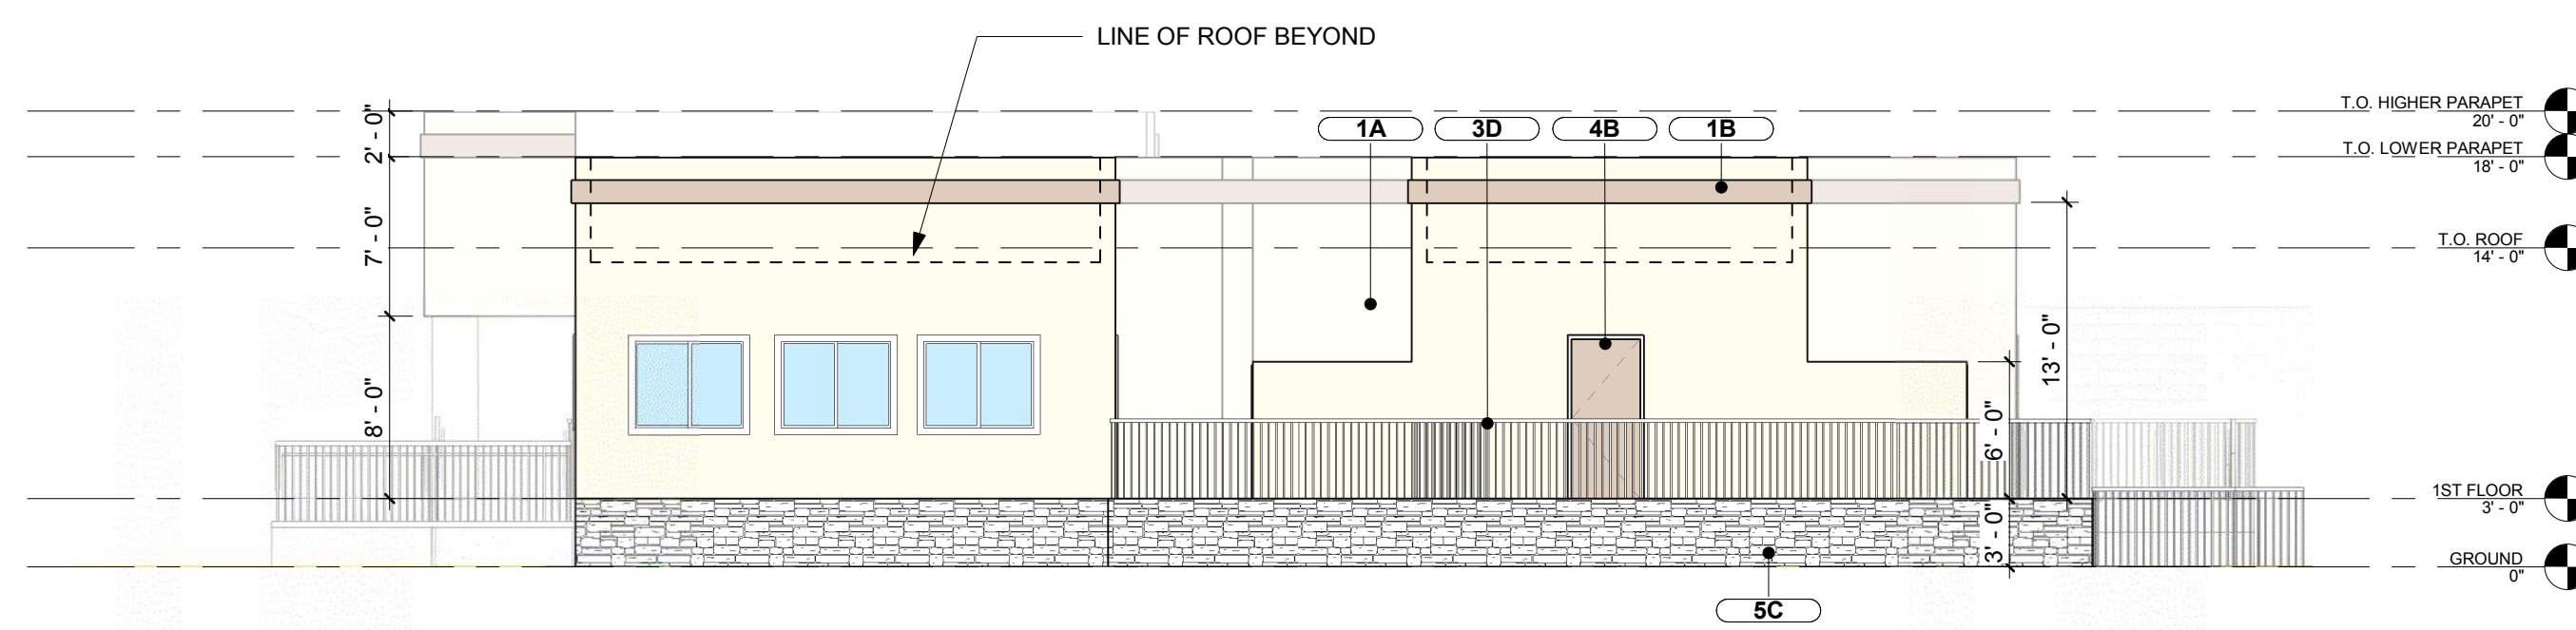 LINE OF ROOF BEYOND
T.O. HIGHER PARAPET
20' - 0"
2' - 0"
1A
3D
4B
1B
T.O. LOWER PARAPET
18' - 0"
7' - 0"
T.O. ROOF
14' - 0"
13' - 0"
8' - 0"
6' - 0"
1ST FLOOR
3' - 0"
3' - 0"
GROUND
0"
5C